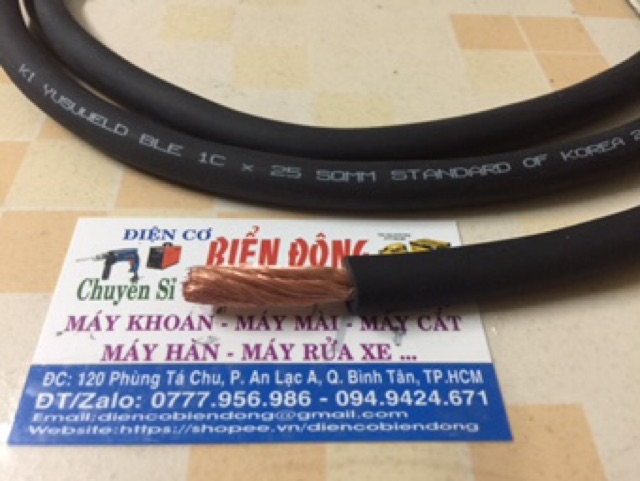 KI YUSUWELD BLE 1C x 25 SQMM STANDARD OF KOREA
ĐIỆN CƠ
BIỂN ĐÔNG
Chuyên Sỉ
MÁY KHOAN - MÁY MÀI - MÁY CẮT
MÁY HÀN - MÁY RỬA XE ...
ĐC: 120 Phùng Tá Chu, P. An Lạc A, Q. Bình Tân, TP.HCM
ĐT/Zalo: 0777.956.986 - 094.9424.671
Email:diencobiendong@gmail.com
Website:https://shopee.vn/diencobiendong